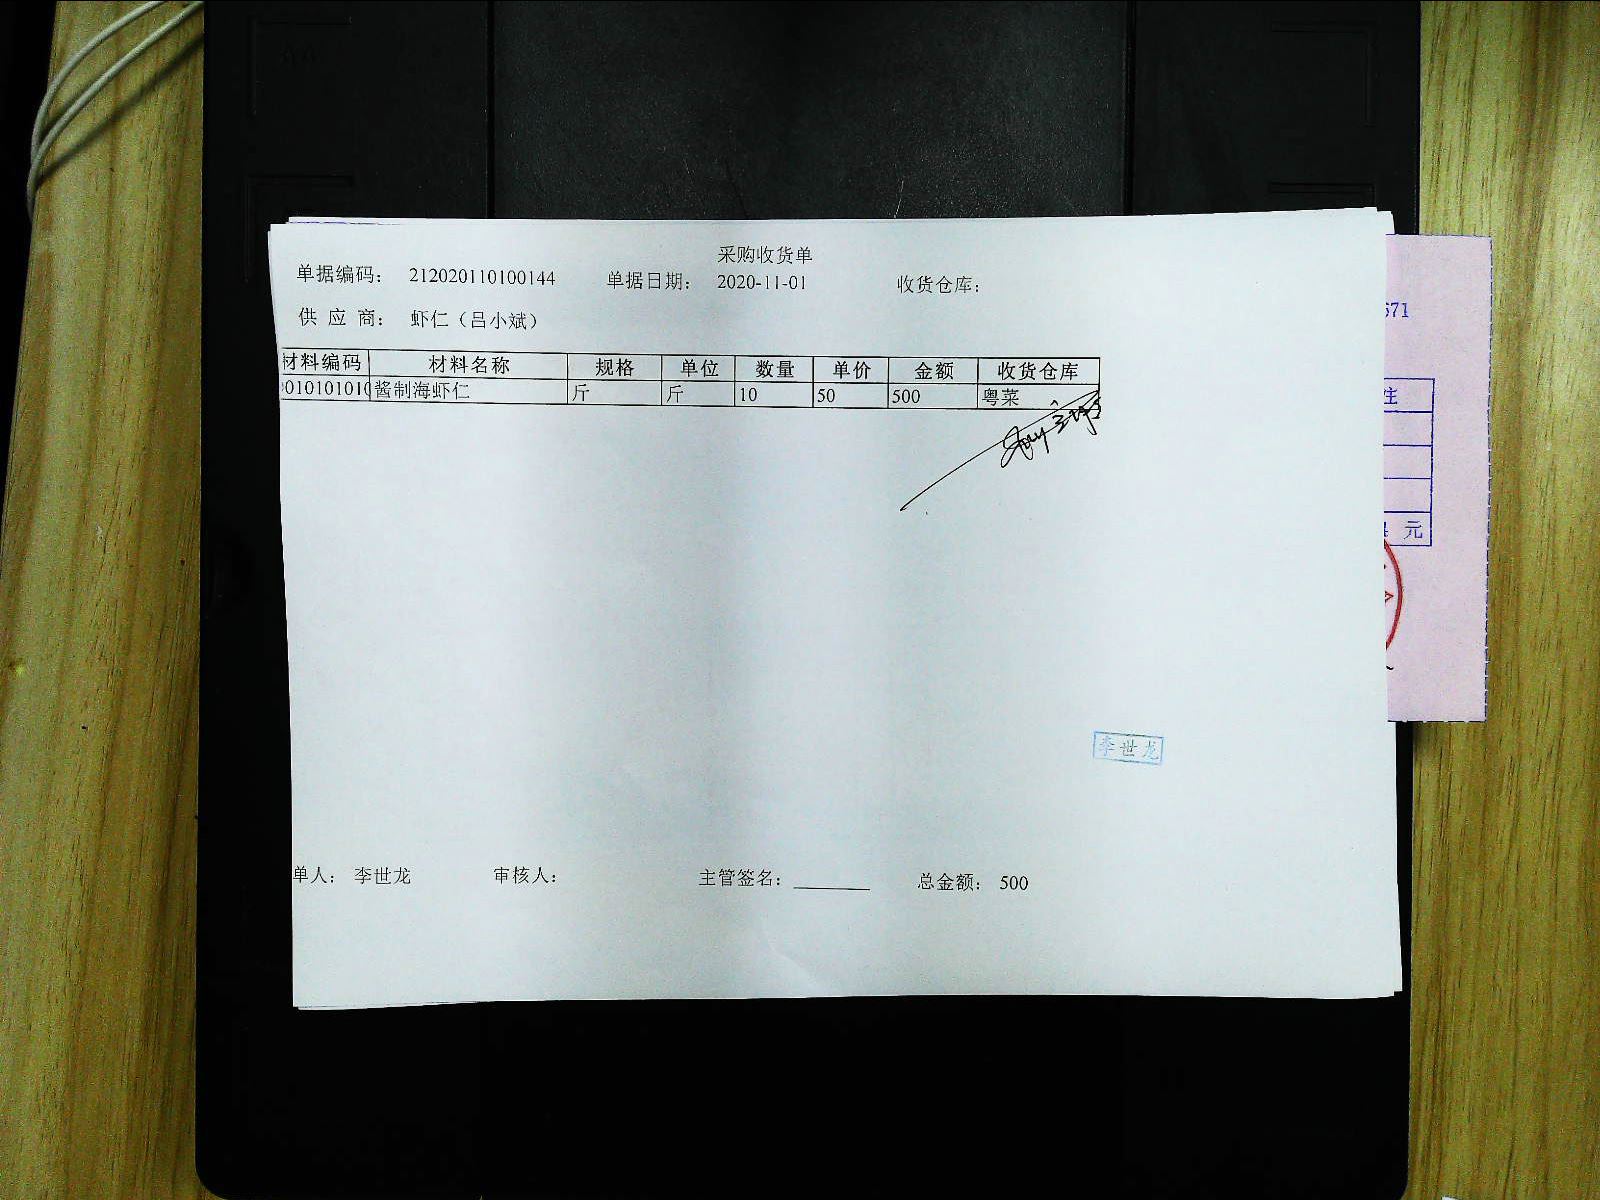 采购收货单
单据编码： 212020110100144 单据日期： 2020-11-01 收货仓库：
供 应 商： 虾仁（吕小斌）
材料编码 材料名称 规格 单位 数量 单价 金额 收货仓库
010101010 酱制海虾仁 斤 斤 10 50 500 粤菜
李世龙
单人： 李世龙 审核人： 主管签名： 总金额： 500
671
注
元